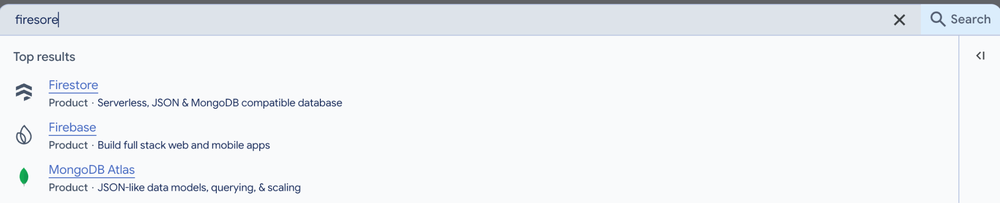 firesore
Search
Top results
Firestore
Product · Serverless, JSON & MongoDB compatible database
Firebase
Product · Build full stack web and mobile apps
MongoDB Atlas
Product · JSON-like data models, querying, & scaling